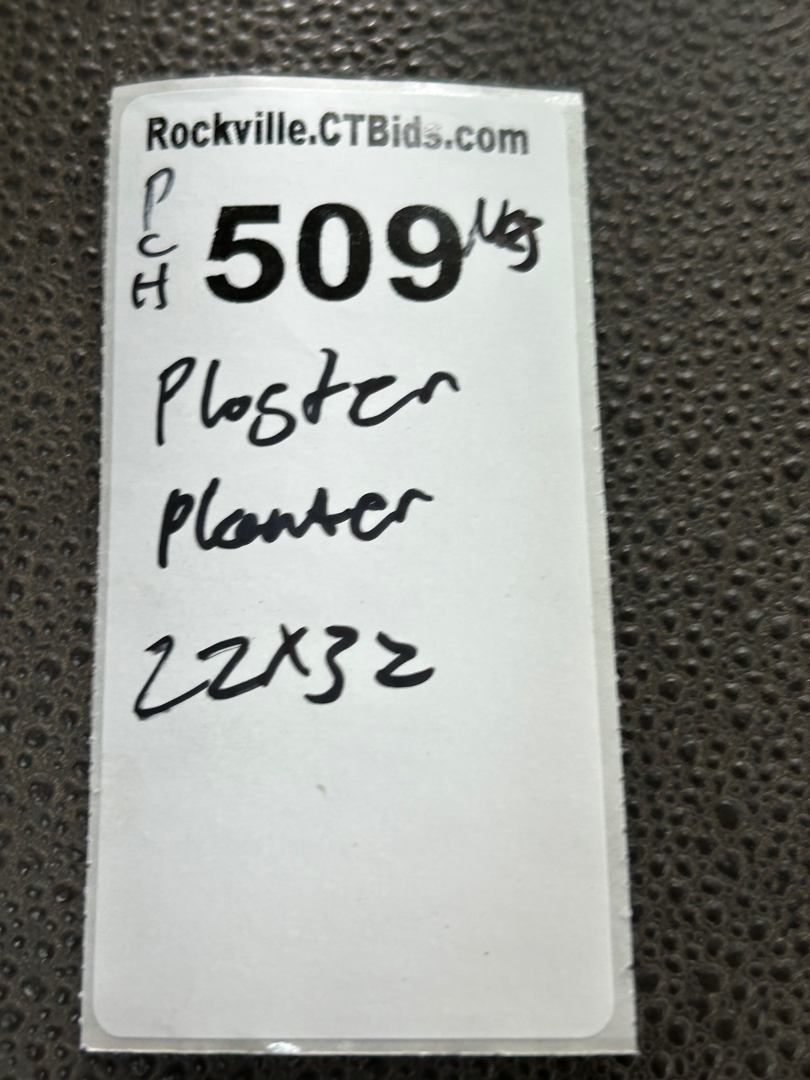 Rockville.CTBids.com
P
C
H
509
Plaster
planter
22x32